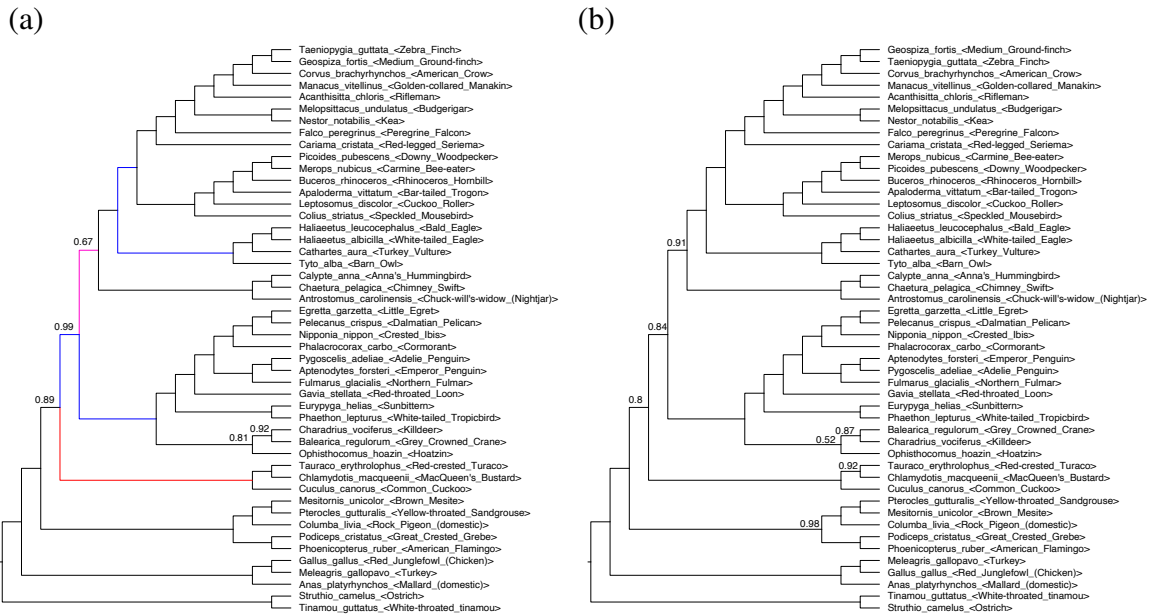 (a)
Taeniopygia_guttata_<Zebra_Finch>
Geospiza_fortis_<Medium_Ground-finch>
Corvus_brachyrhynchos_<American_Crow>
Manacus_vitellinus_<Golden-collared_Manakin>
Acanthisitta_chloris_<Rifleman>
Melopsittacus_undulatus_<Budgerigar>
Nestor_notabilis_<Kea>
Falco_peregrinus_<Peregrine_Falcon>
Cariama_cristata_<Red-legged_Seriema>
Picoides_pubescens_<Downy_Woodpecker>
Merops_nubicus_<Carmine_Bee-eater>
Buceros_rhinoceros_<Rhinoceros_Hornbill>
Apaloderma_vittatum_<Bar-tailed_Trogon>
Leptosomus_discolor_<Cuckoo_Roller>
Colius_striatus_<Speckled_Mousebird>
Haliaeetus_leucocephalus_<Bald_Eagle>
Haliaeetus_albicilla_<White-tailed_Eagle>
0.67
Cathartes_aura_<Turkey_Vulture>
Tyto_alba_<Barn_Owl>
Calypte_anna_<Anna's_Hummingbird>
Chaetura_pelagica_<Chimney_Swift>
Antrostomus_carolinensis_<Chuck-will's-widow_(Nightjar)>
Egretta_garzetta_<Little_Egret>
Pelecanus_crispus_<Dalmatian_Pelican>
0.99
Nipponia_nippon_<Crested_Ibis>
Phalacrocorax_carbo_<Cormorant>
Pygoscelis_adeliae_<Adelie_Penguin>
Aptenodytes_forsteri_<Emperor_Penguin>
Fulmarus_glacialis_<Northern_Fulmar>
Gavia_stellata_<Red-throated_Loon>
0.89
Eurypyga_helias_<Sunbittern>
Phaethon_lepturus_<White-tailed_Tropicbird>
0.92
Charadrius_vociferus_<Killdeer>
0.81
Balearica_regulorum_<Grey_Crowned_Crane>
Ophisthocomus_hoazin_<Hoatzin>
Tauraco_erythrolophus_<Red-crested_Turaco>
Chlamydotis_macqueenii_<MacQueen's_Bustard>
Cuculus_canorus_<Common_Cuckoo>
Mesitornis_unicolor_<Brown_Mesite>
Pterocles_gutturalis_<Yellow-throated_Sandgrouse>
Columba_livia_<Rock_Pigeon_(domestic)>
Podiceps_cristatus_<Great_Crested_Grebe>
Phoenicopterus_ruber_<American_Flamingo>
Gallus_gallus_<Red_Junglefowl_(Chicken)>
Meleagris_gallopavo_<Turkey>
Anas_platyrhynchos_<Mallard_(domestic)>
Struthio_camelus_<Ostrich>
Tinamou_guttatus_<White-throated_tinamou>
(b)
Geospiza_fortis_<Medium_Ground-finch>
Taeniopygia_guttata_<Zebra_Finch>
Corvus_brachyrhynchos_<American_Crow>
Manacus_vitellinus_<Golden-collared_Manakin>
Acanthisitta_chloris_<Rifleman>
Melopsittacus_undulatus_<Budgerigar>
Nestor_notabilis_<Kea>
Falco_peregrinus_<Peregrine_Falcon>
Cariama_cristata_<Red-legged_Seriema>
Merops_nubicus_<Carmine_Bee-eater>
Picoides_pubescens_<Downy_Woodpecker>
Buceros_rhinoceros_<Rhinoceros_Hornbill>
Apaloderma_vittatum_<Bar-tailed_Trogon>
Leptosomus_discolor_<Cuckoo_Roller>
Colius_striatus_<Speckled_Mousebird>
Haliaeetus_leucocephalus_<Bald_Eagle>
Haliaeetus_albicilla_<White-tailed_Eagle>
0.91
Cathartes_aura_<Turkey_Vulture>
Tyto_alba_<Barn_Owl>
Calypte_anna_<Anna's_Hummingbird>
Chaetura_pelagica_<Chimney_Swift>
Antrostomus_carolinensis_<Chuck-will's-widow_(Nightjar)>
Egretta_garzetta_<Little_Egret>
Pelecanus_crispus_<Dalmatian_Pelican>
0.84
Nipponia_nippon_<Crested_Ibis>
Phalacrocorax_carbo_<Cormorant>
Aptenodytes_forsteri_<Emperor_Penguin>
Pygoscelis_adeliae_<Adelie_Penguin>
Fulmarus_glacialis_<Northern_Fulmar>
Gavia_stellata_<Red-throated_Loon>
0.8
Eurypyga_helias_<Sunbittern>
Phaethon_lepturus_<White-tailed_Tropicbird>
0.87
Balearica_regulorum_<Grey_Crowned_Crane>
0.52
Charadrius_vociferus_<Killdeer>
Ophisthocomus_hoazin_<Hoatzin>
0.92
Tauraco_erythrolophus_<Red-crested_Turaco>
Chlamydotis_macqueenii_<MacQueen's_Bustard>
Cuculus_canorus_<Common_Cuckoo>
Pterocles_gutturalis_<Yellow-throated_Sandgrouse>
Mesitornis_unicolor_<Brown_Mesite>
0.98
Columba_livia_<Rock_Pigeon_(domestic)>
Podiceps_cristatus_<Great_Crested_Grebe>
Phoenicopterus_ruber_<American_Flamingo>
Meleagris_gallopavo_<Turkey>
Gallus_gallus_<Red_Junglefowl_(Chicken)>
Anas_platyrhynchos_<Mallard_(domestic)>
Tinamou_guttatus_<White-throated_tinamou>
Struthio_camelus_<Ostrich>